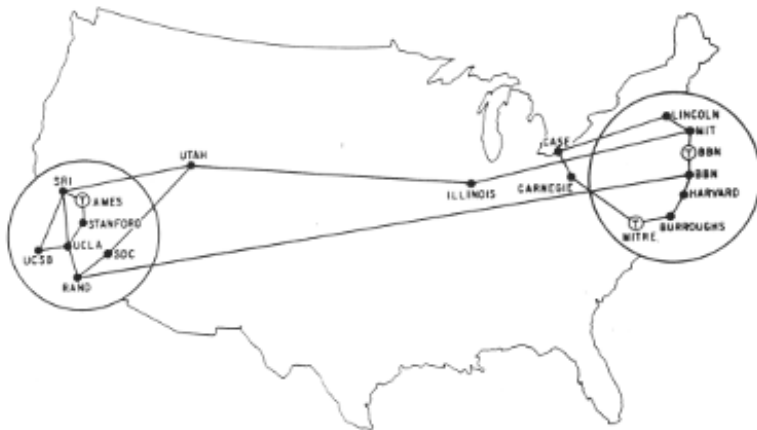 LINCOLN
MIT
CASE
T BBN
UTAH
BBN
SRI
ILLINOIS
CARNEGIE
T AMES
HARVARD
STANFORD
BURROUGHS
T
MITRE
UCLA
SDC
UCSB
RAND